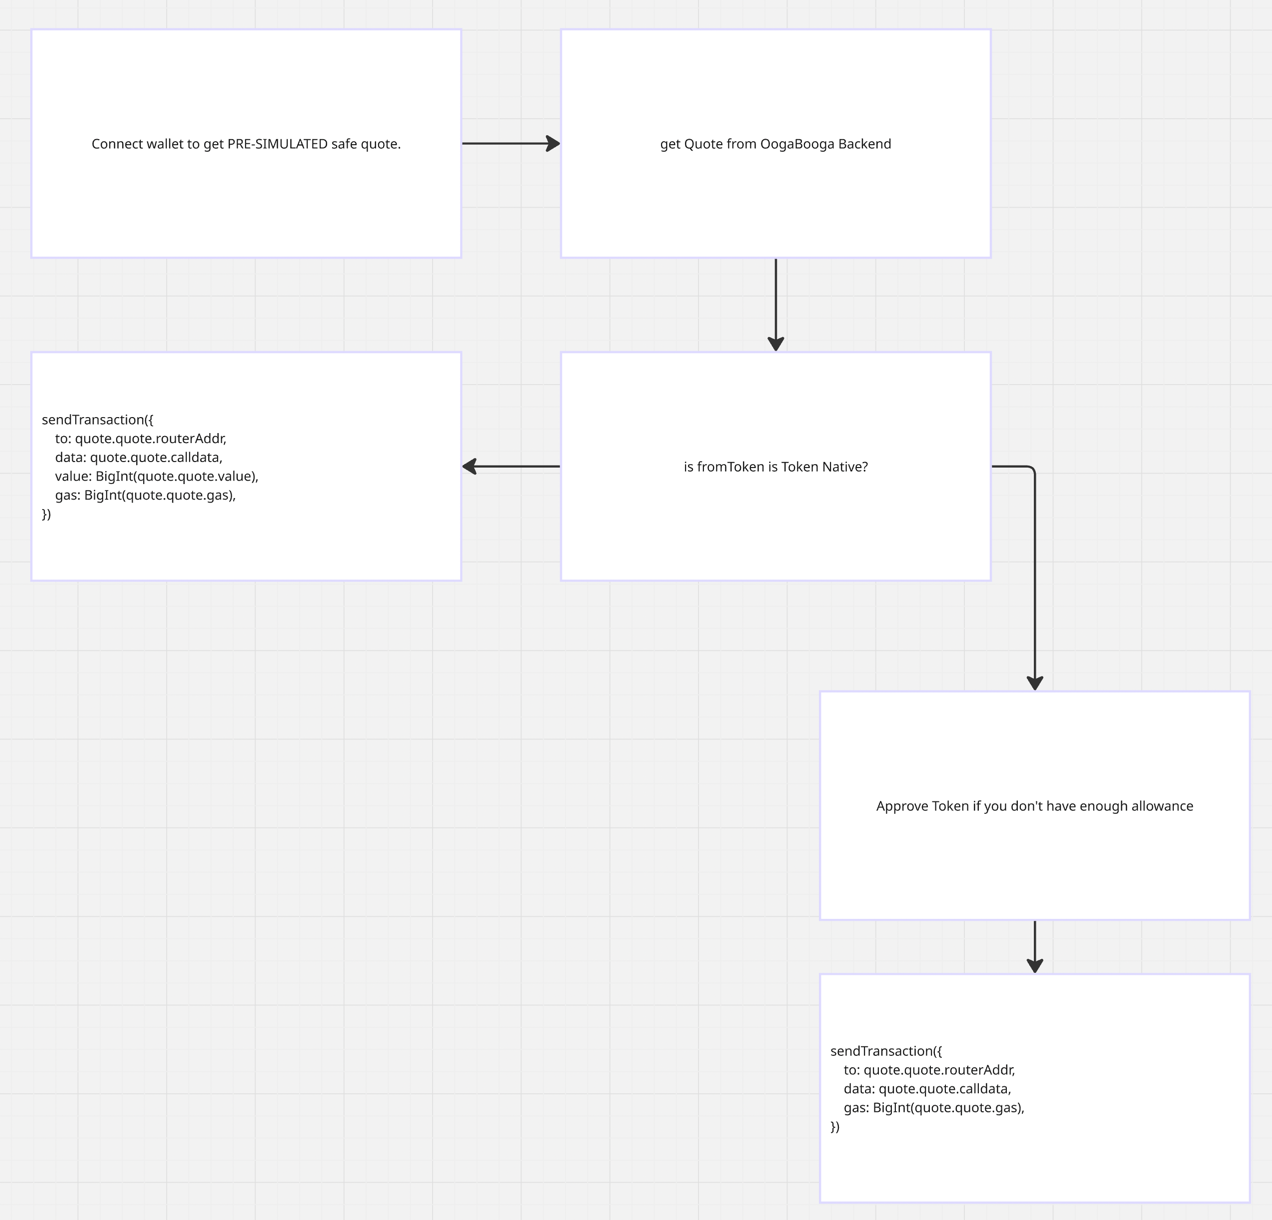 Connect wallet to get PRE-SIMULATED safe quote.
get Quote from OogaBooga Backend
sendTransaction({
    to: quote.quote.routerAddr,
    data: quote.quote.calldata,
    value: BigInt(quote.quote.value),
    gas: BigInt(quote.quote.gas),
})
is fromToken is Token Native?
Approve Token if you don't have enough allowance
sendTransaction({
    to: quote.quote.routerAddr,
    data: quote.quote.calldata,
    gas: BigInt(quote.quote.gas),
})